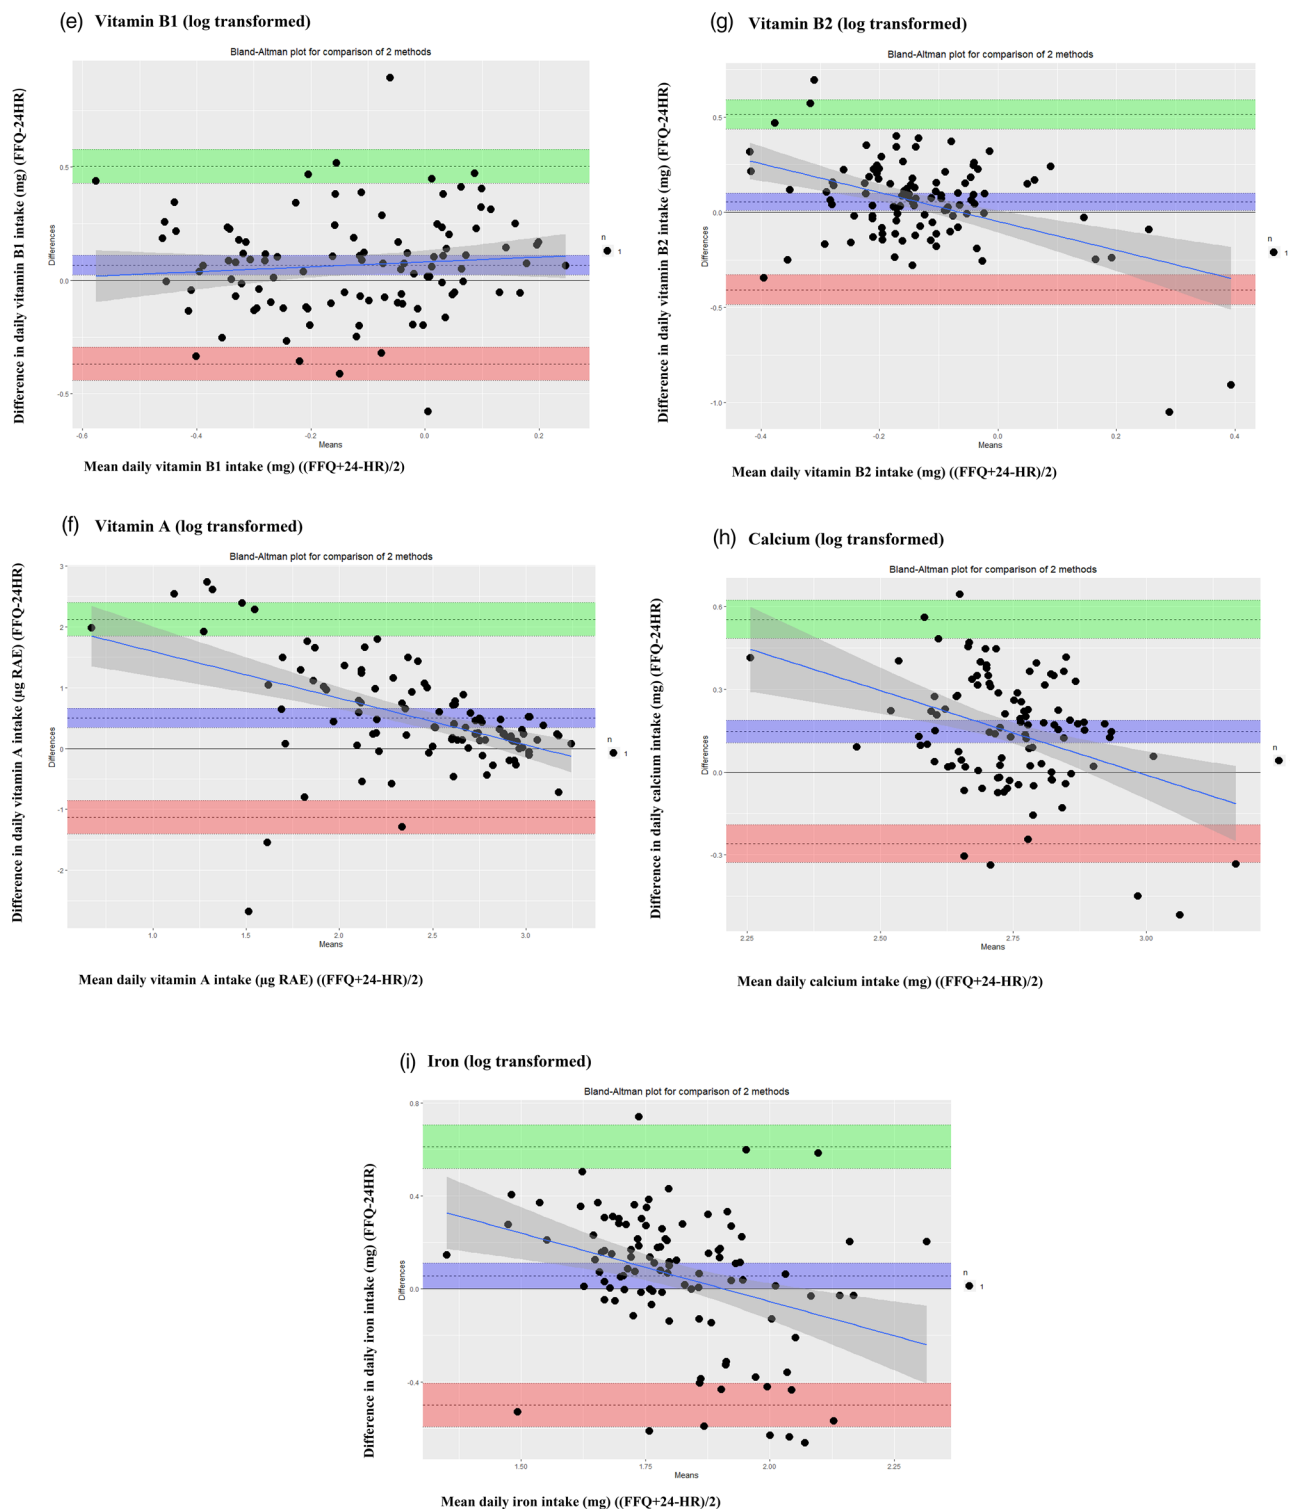 (e) Vitamin B1 (log transformed)
Bland-Altman plot for comparison of 2 methods
Difference in daily vitamin B1 intake (mg) (FFQ-24HR)
Differences
0.5
0.0
-0.5
-0.6 -0.4 -0.2 0.0 0.2
Means
n
1
Mean daily vitamin B1 intake (mg) ((FFQ+24-HR)/2)
(g) Vitamin B2 (log transformed)
Bland-Altman plot for comparison of 2 methods
Difference in daily vitamin B2 intake (mg) (FFQ-24HR)
Differences
0.5
0.0
-0.5
-1.0
-0.4 -0.2 0.0 0.2 0.4
Means
n
1
Mean daily vitamin B2 intake (mg) ((FFQ+24-HR)/2)
(f) Vitamin A (log transformed)
Bland-Altman plot for comparison of 2 methods
Difference in daily vitamin A intake (µg RAE) (FFQ-24HR)
Differences
3
2
1
0
-1
-2
1.0 1.5 2.0 2.5 3.0
Means
n
1
Mean daily vitamin A intake (µg RAE) ((FFQ+24-HR)/2)
(h) Calcium (log transformed)
Bland-Altman plot for comparison of 2 methods
Difference in daily calcium intake (mg) (FFQ-24HR)
Differences
0.6
0.3
0.0
-0.3
2.25 2.50 2.75 3.00
Means
n
1
Mean daily calcium intake (mg) ((FFQ+24-HR)/2)
(i) Iron (log transformed)
Bland-Altman plot for comparison of 2 methods
Difference in daily iron intake (mg) (FFQ-24HR)
Differences
0.8
0.4
0.0
-0.4
1.50 1.75 2.00 2.25
Means
n
1
Mean daily iron intake (mg) ((FFQ+24-HR)/2)